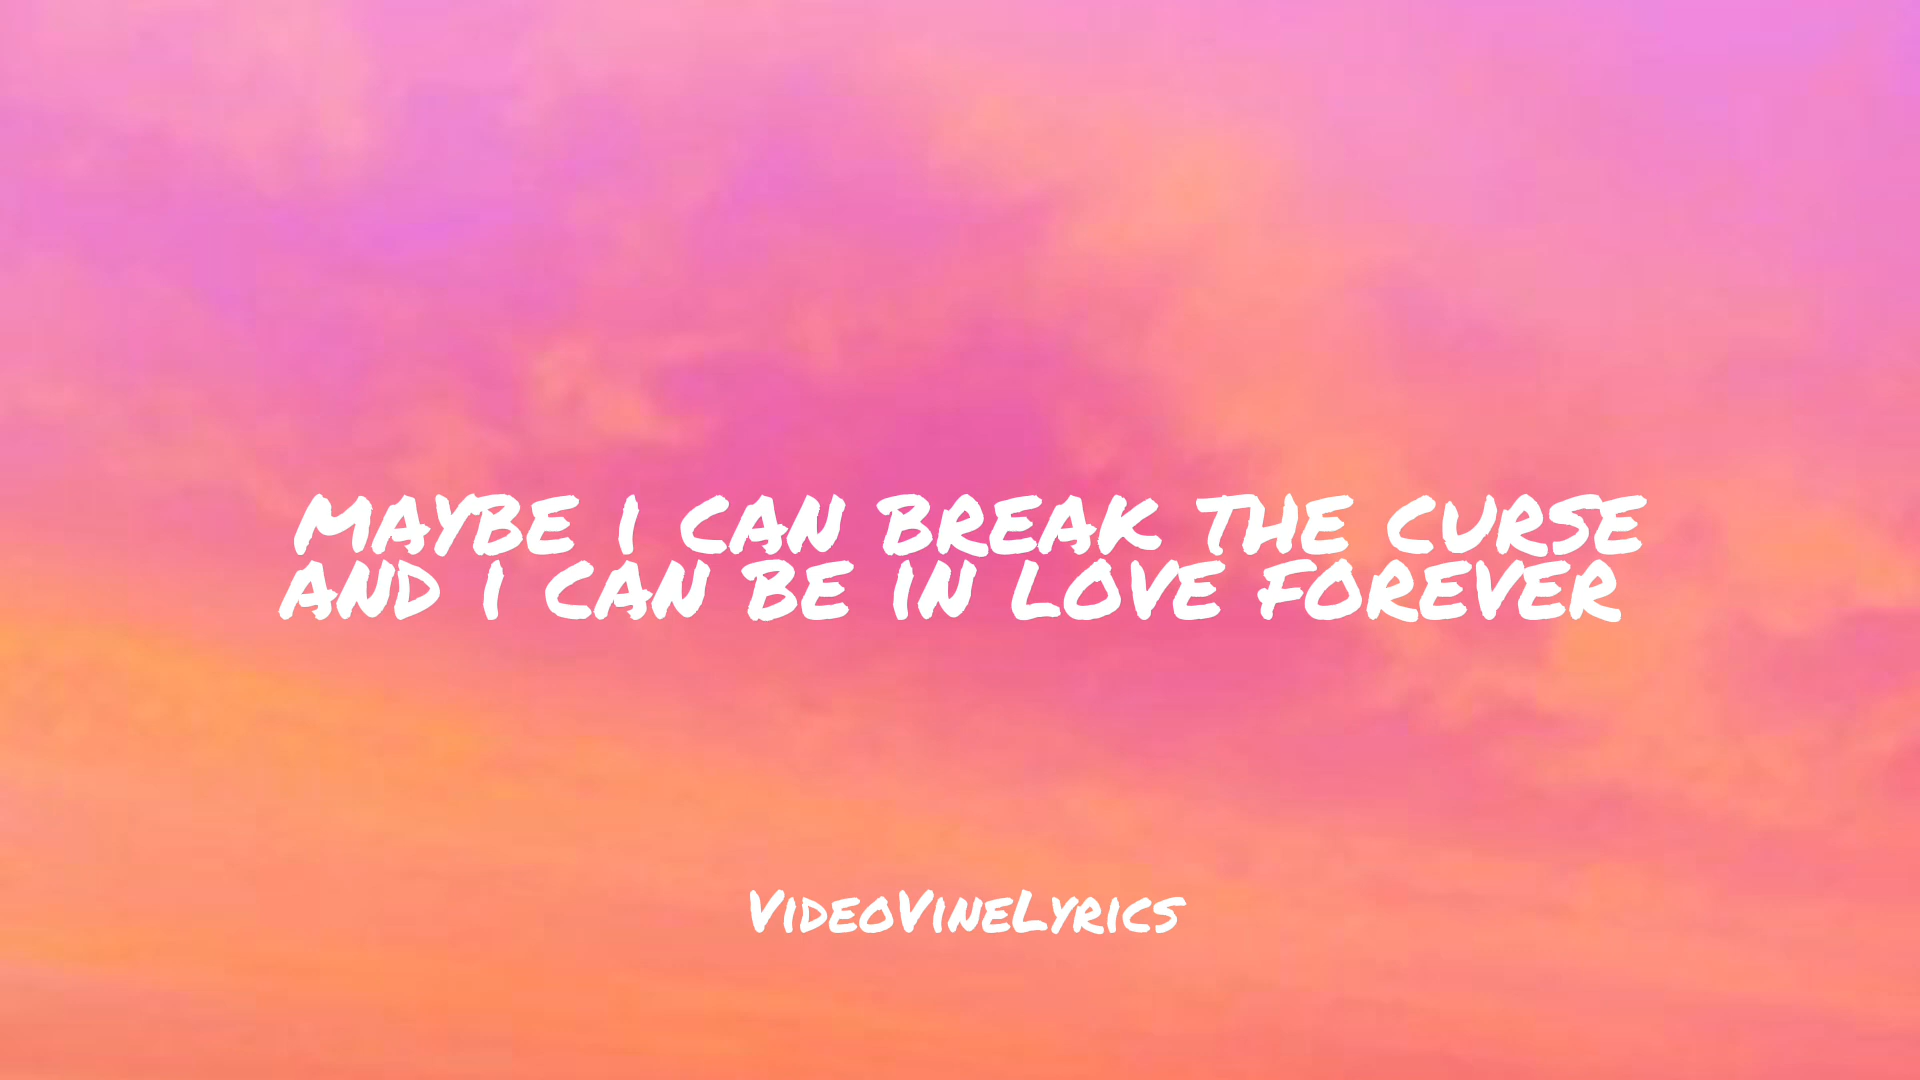 MAYBE I CAN BREAK THE CURSE
AND I CAN BE IN LOVE FOREVER
VideoVineLyrics